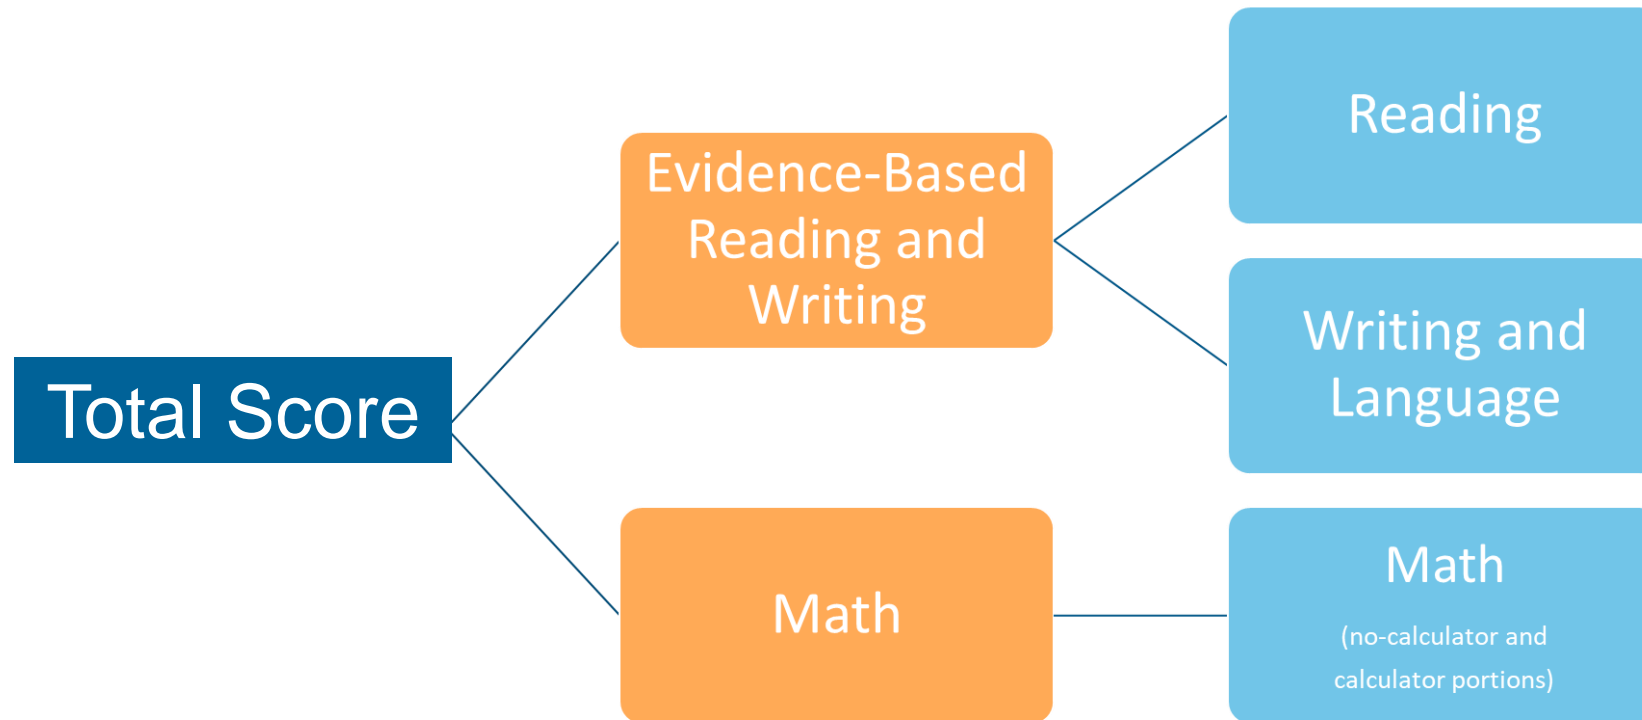 Total Score
Evidence-Based
Reading and
Writing
Math
Reading
Writing and
Language
Math
(no-calculator and
calculator portions)